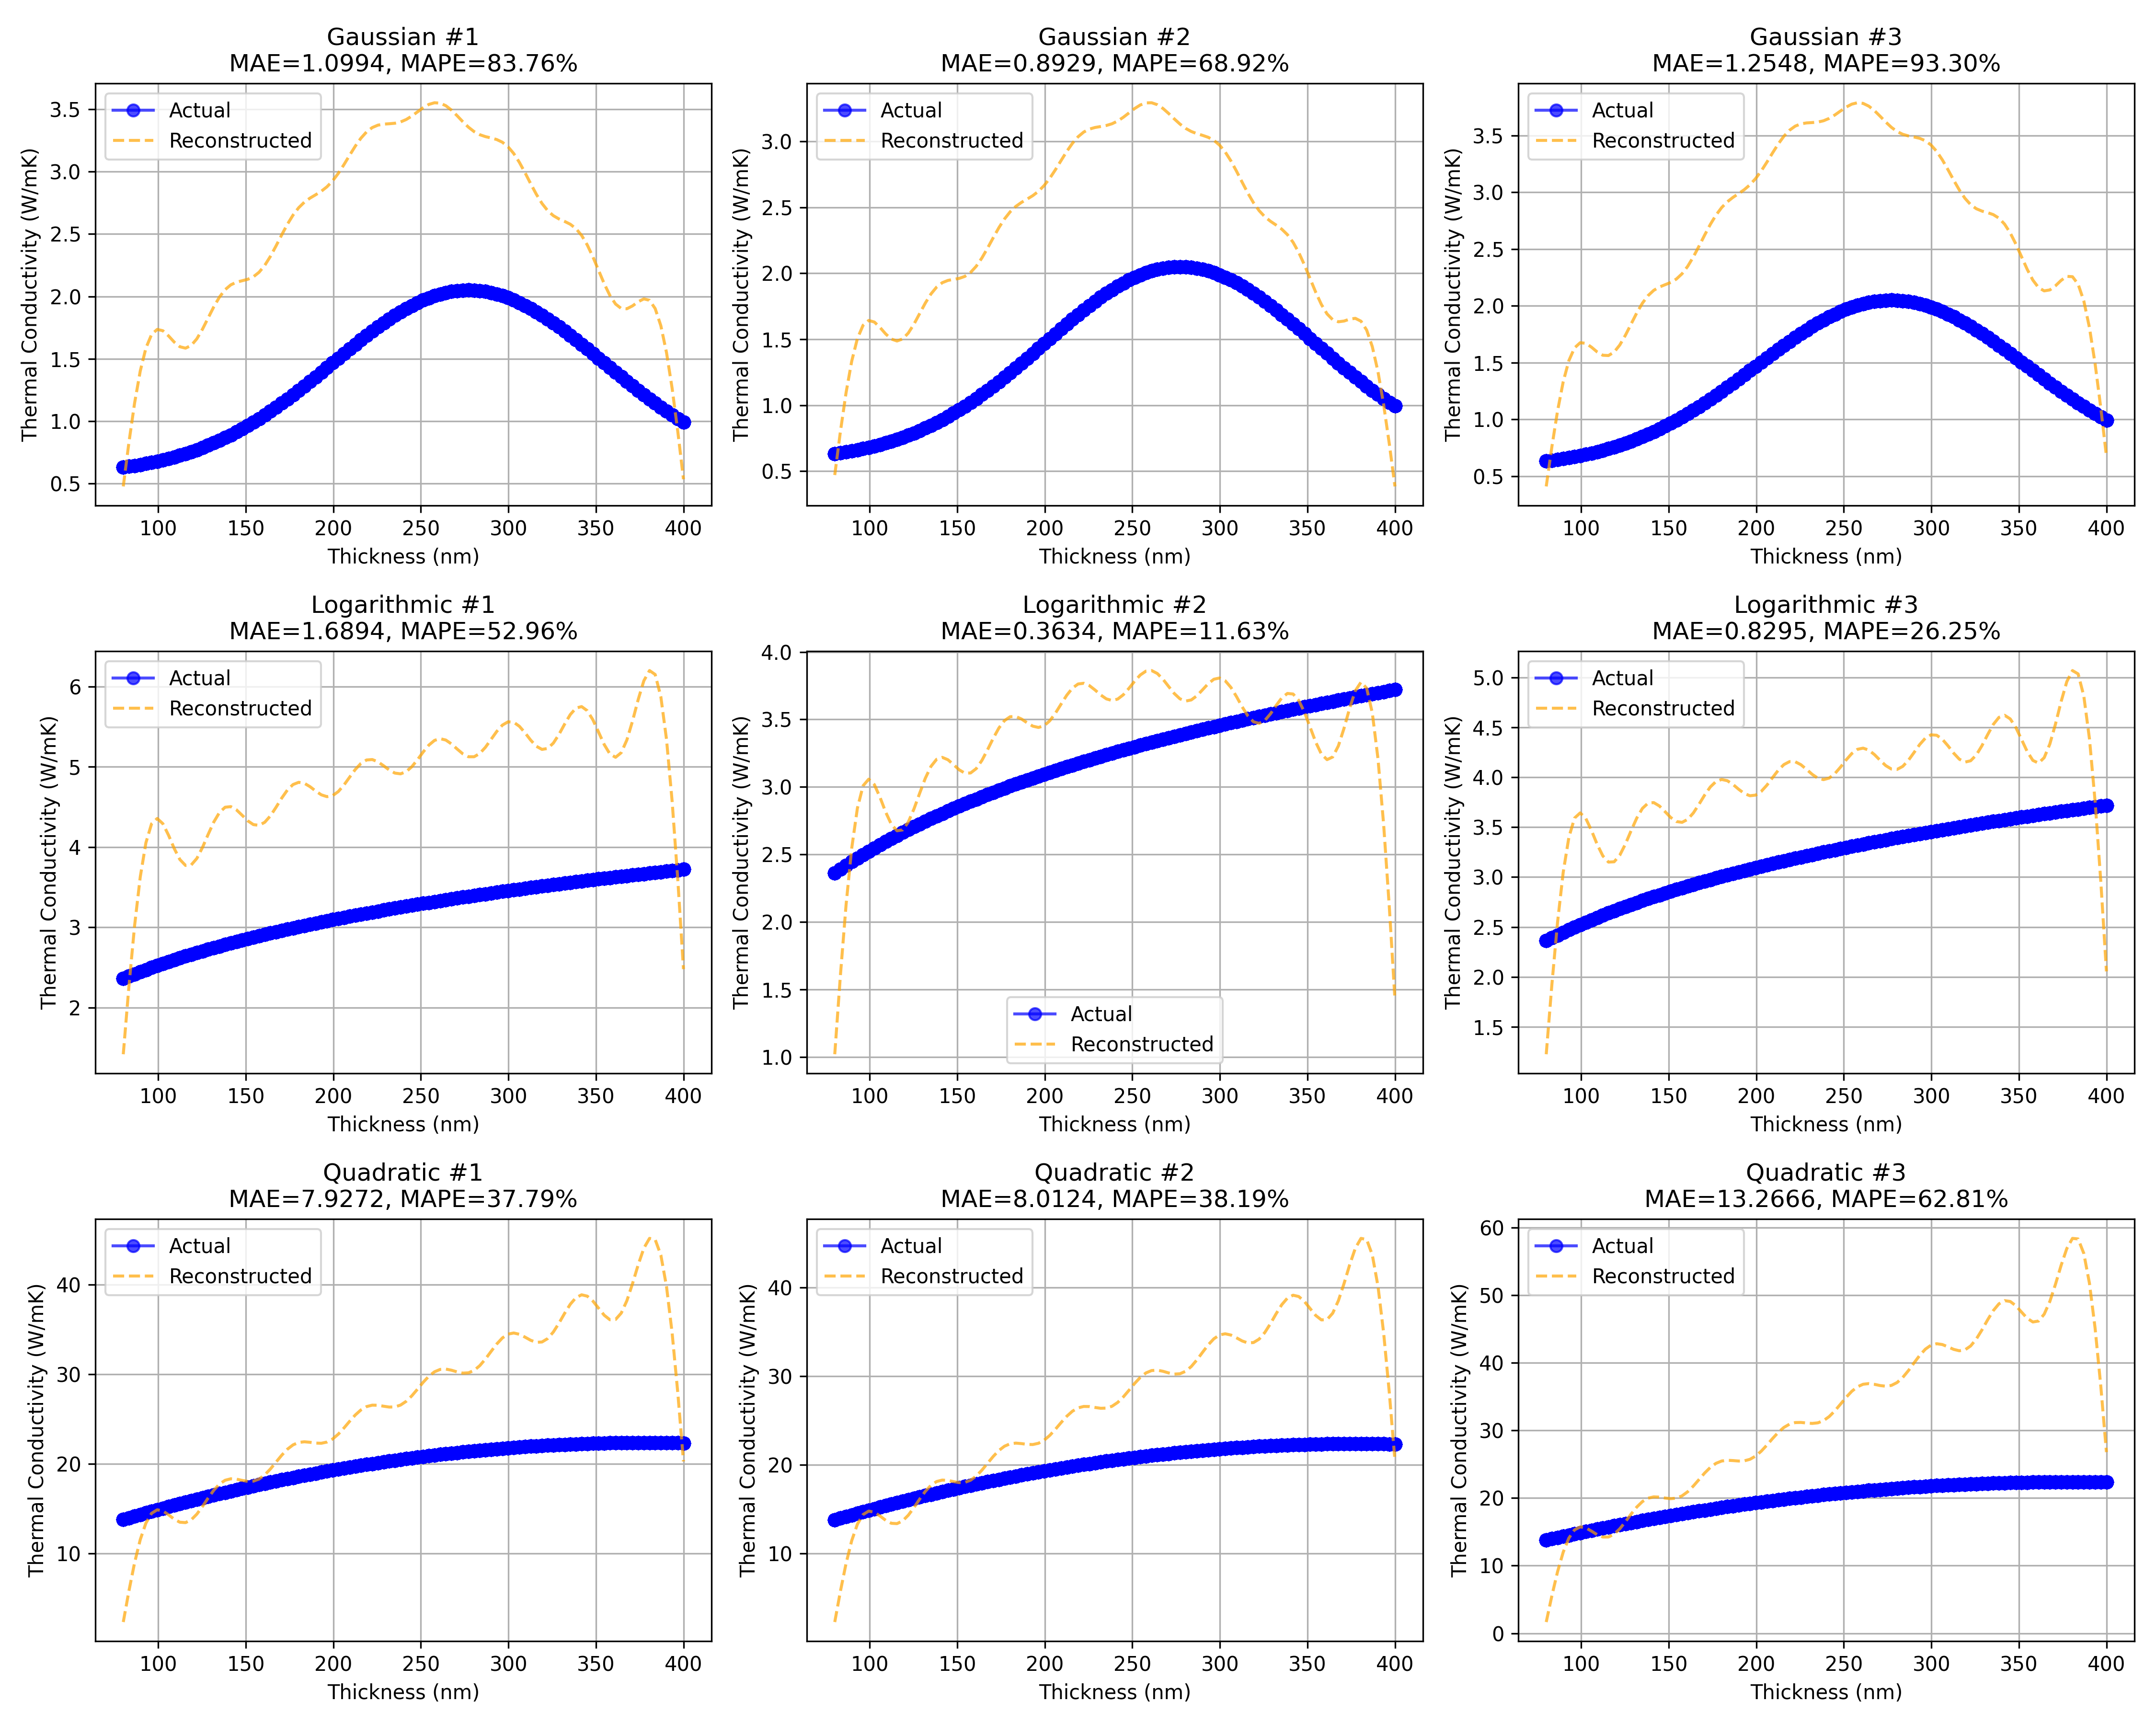 Gaussian #1
MAE=1.0994, MAPE=83.76%
Thermal Conductivity (W/mK)
3.5
3.0
2.5
2.0
1.5
1.0
0.5
Actual
Reconstructed
100 150 200 250 300 350 400
Thickness (nm)
Gaussian #2
MAE=0.8929, MAPE=68.92%
Thermal Conductivity (W/mK)
3.0
2.5
2.0
1.5
1.0
0.5
Actual
Reconstructed
100 150 200 250 300 350 400
Thickness (nm)
Gaussian #3
MAE=1.2548, MAPE=93.30%
Thermal Conductivity (W/mK)
3.5
3.0
2.5
2.0
1.5
1.0
0.5
Actual
Reconstructed
100 150 200 250 300 350 400
Thickness (nm)
Logarithmic #1
MAE=1.6894, MAPE=52.96%
Thermal Conductivity (W/mK)
6
5
4
3
2
Actual
Reconstructed
100 150 200 250 300 350 400
Thickness (nm)
Logarithmic #2
MAE=0.3634, MAPE=11.63%
Thermal Conductivity (W/mK)
4.0
3.5
3.0
2.5
2.0
1.5
1.0
Actual
Reconstructed
100 150 200 250 300 350 400
Thickness (nm)
Logarithmic #3
MAE=0.8295, MAPE=26.25%
Thermal Conductivity (W/mK)
5.0
4.5
4.0
3.5
3.0
2.5
2.0
1.5
Actual
Reconstructed
100 150 200 250 300 350 400
Thickness (nm)
Quadratic #1
MAE=7.9272, MAPE=37.79%
Thermal Conductivity (W/mK)
40
30
20
10
Actual
Reconstructed
100 150 200 250 300 350 400
Thickness (nm)
Quadratic #2
MAE=8.0124, MAPE=38.19%
Thermal Conductivity (W/mK)
40
30
20
10
Actual
Reconstructed
100 150 200 250 300 350 400
Thickness (nm)
Quadratic #3
MAE=13.2666, MAPE=62.81%
Thermal Conductivity (W/mK)
60
50
40
30
20
10
0
Actual
Reconstructed
100 150 200 250 300 350 400
Thickness (nm)